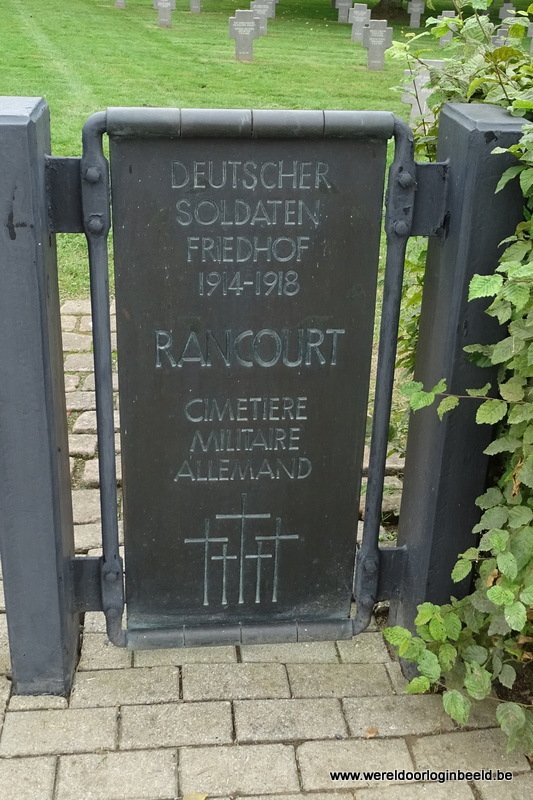 DEUTSCHER
SOLDATEN
FRIEDHOF
1914-1918
RANCOURT
CIMETIERE
MILITAIRE
ALLEMAND
www.wereldoorloginbeeld.be